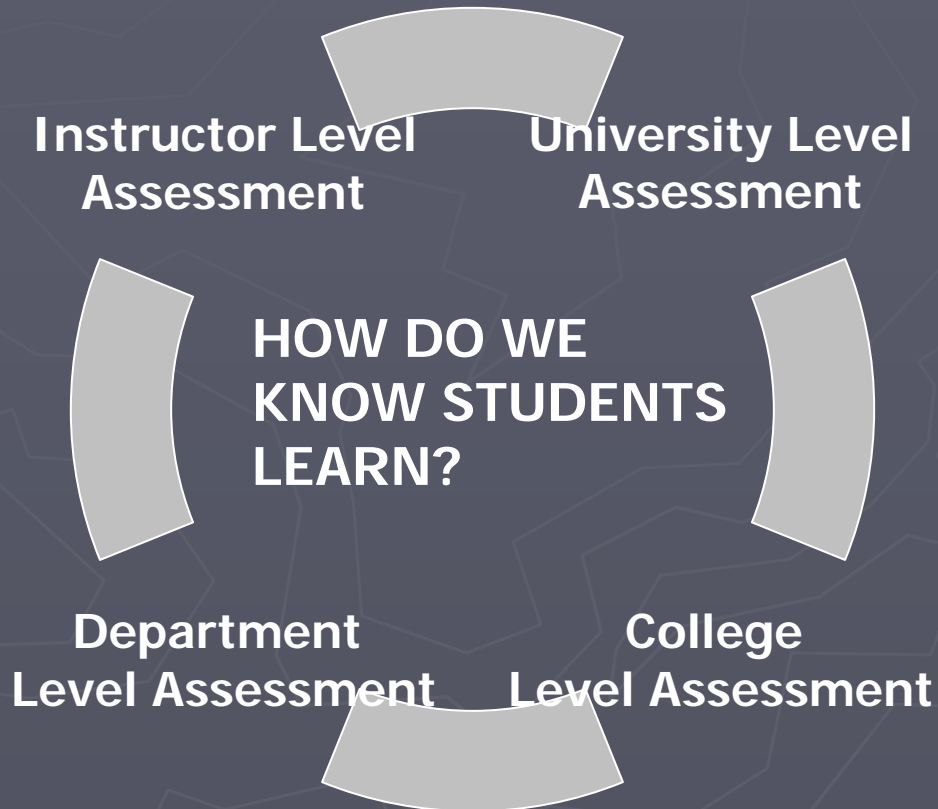 Instructor Level
Assessment
University Level
Assessment
HOW DO WE
KNOW STUDENTS
LEARN?
Department
Level Assessment
College
Level Assessment